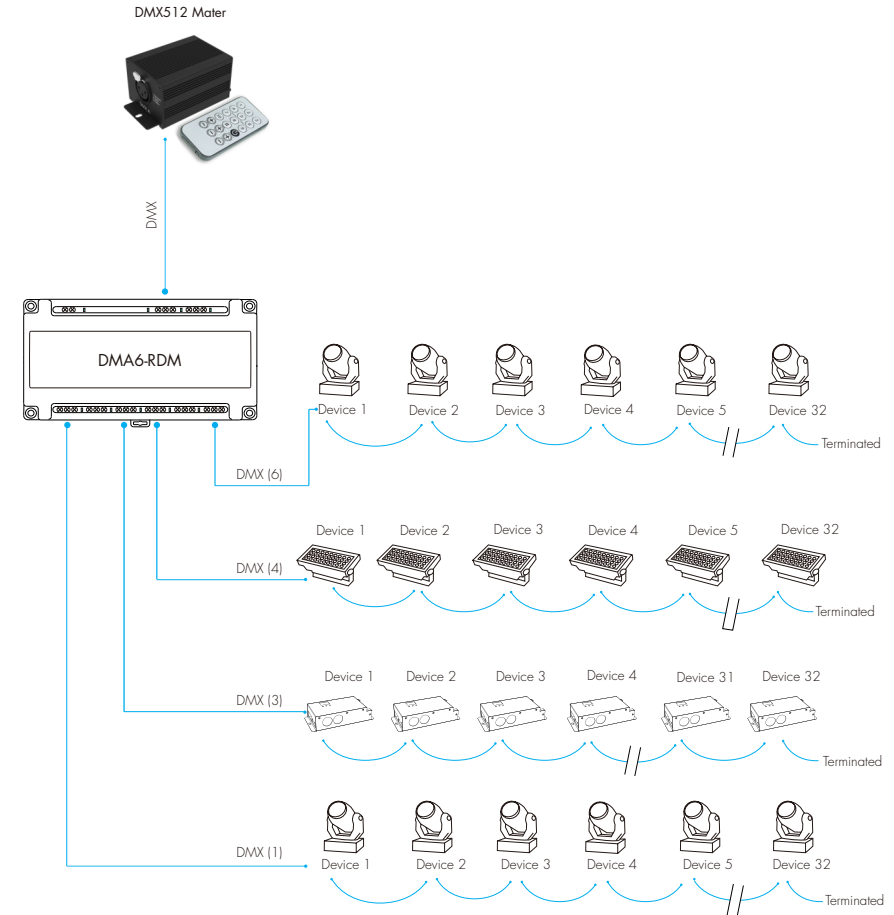 DMX512 Mater
DMX
DMA6-RDM
Device 1 Device 2 Device 3 Device 4 Device 5 Device 32
Terminated
DMX (6)
Device 1 Device 2 Device 3 Device 4 Device 5 Device 32
DMX (4)
Terminated
Device 1 Device 2 Device 3 Device 4 Device 31 Device 32
DMX (3)
Terminated
DMX (1)
Device 1 Device 2 Device 3 Device 4 Device 5 Device 32
Terminated